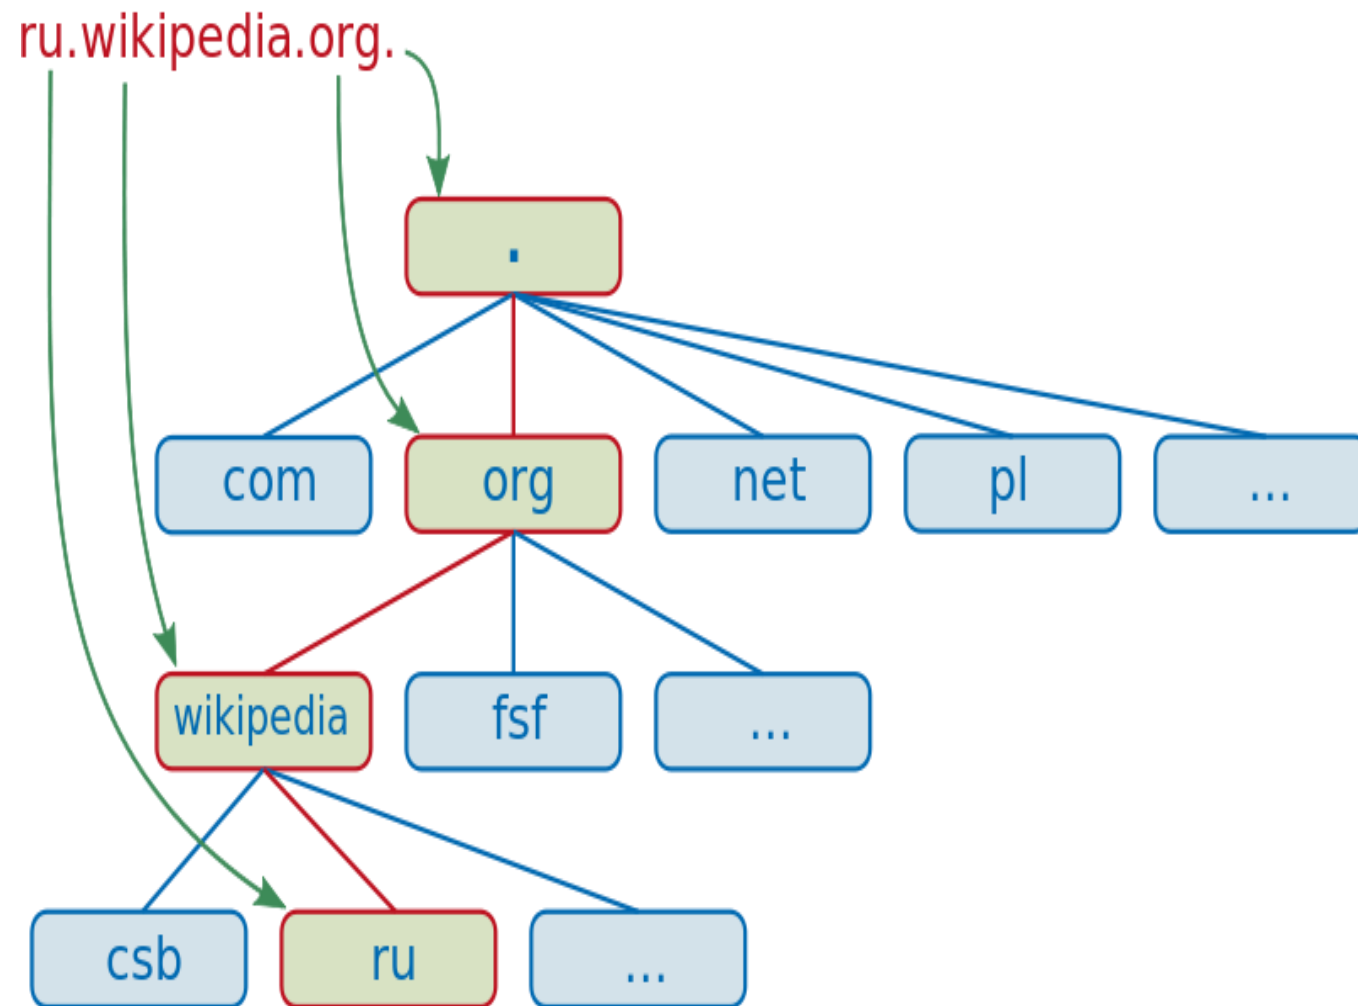 ru.wikipedia.org.
.
com org net pl ...
wikipedia fsf ...
csb ru ...